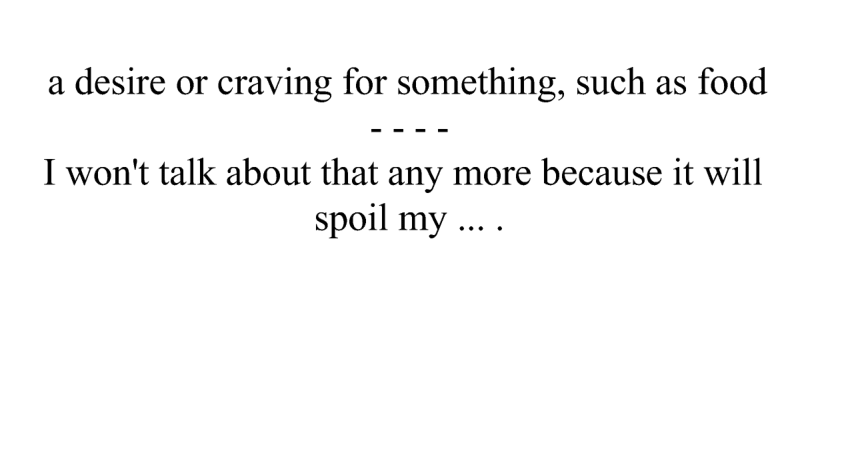 a desire or craving for something, such as food
- - - -
I won't talk about that any more because it will
spoil my ... .